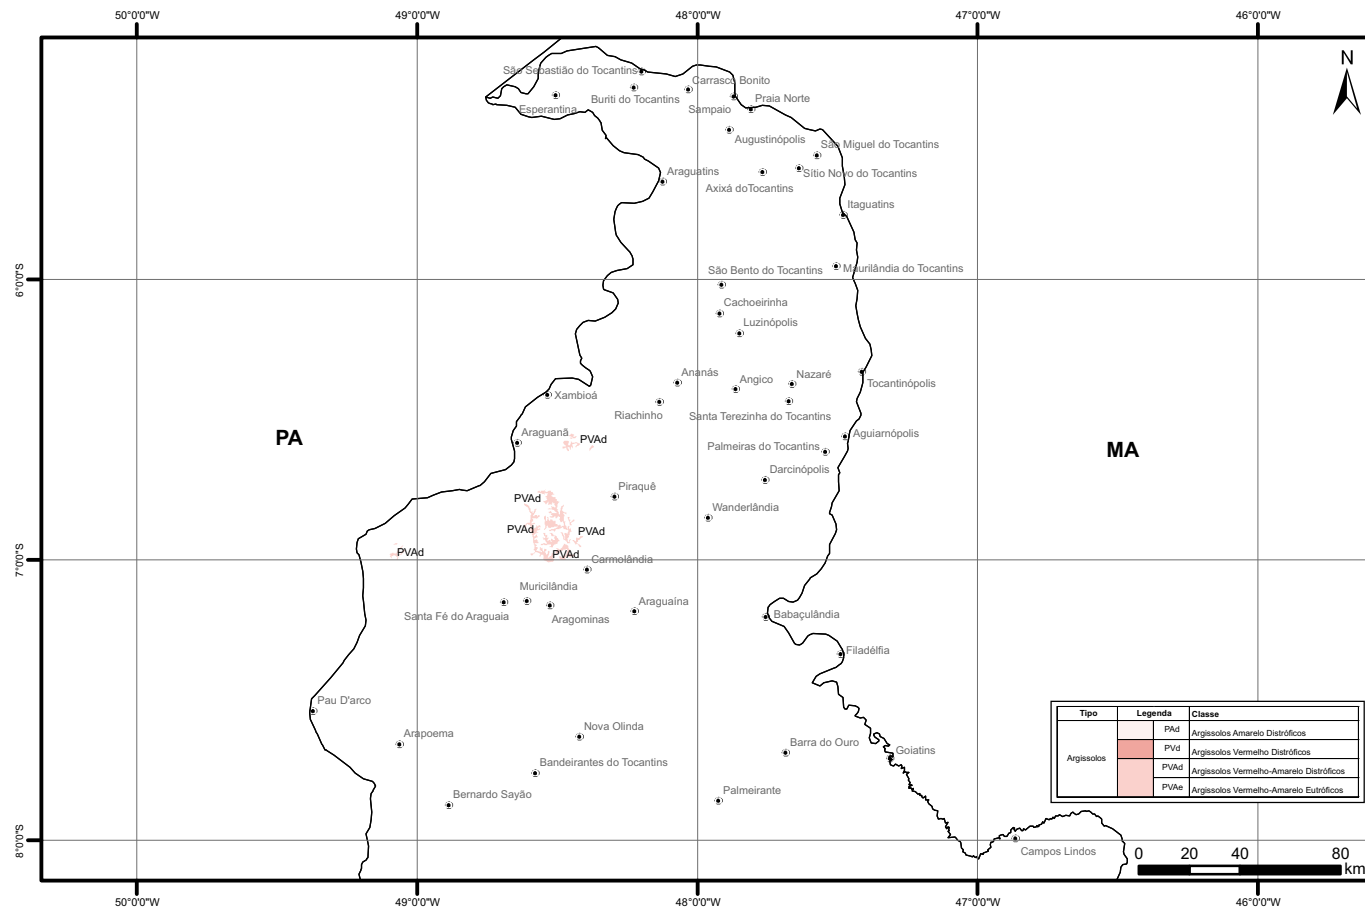 50°0'0"W
49°0'0"W
48°0'0"W
47°0'0"W
46°0'0"W
N
São Sebastião do Tocantins
Carrasco Bonito
Esperantina
Buriti do Tocantins
Sampaio
Praia Norte
Augustinópolis
São Miguel do Tocantins
Araguatins
Sítio Novo do Tocantins
Axixá doTocantins
Itaguatins
6°0'0"S
São Bento do Tocantins
Maurilândia do Tocantins
Cachoeirinha
Luzinópolis
Ananás
Angico
Nazaré
Tocantinópolis
Xambioá
Riachinho
Santa Terezinha do Tocantins
PA
Araguanã
PVAd
Aguiarnópolis
Palmeiras do Tocantins
MA
Darcinópolis
Piraquê
PVAd
Wanderlândia
PVAd
PVAd
PVAd
PVAd
Carmolândia
7°0'0"S
Muricilândia
Santa Fé do Araguaia
Aragominas
Araguaína
Babaçulândia
Filadélfia
Pau D'arco
Arapoema
Nova Olinda
Bandeirantes do Tocantins
Barra do Ouro
Goiatins
Bernardo Sayão
Palmeirante
Tipo Legenda Classe
Argissolos
PAd Argissolos Amarelo Distróficos
PVd Argissolos Vermelho Distróficos
PVAd Argissolos Vermelho-Amarelo Distróficos
PVAe Argissolos Vermelho-Amarelo Eutróficos
8°0'0"S
Campos Lindos
0 20 40 80
km
50°0'0"W
49°0'0"W
48°0'0"W
47°0'0"W
46°0'0"W